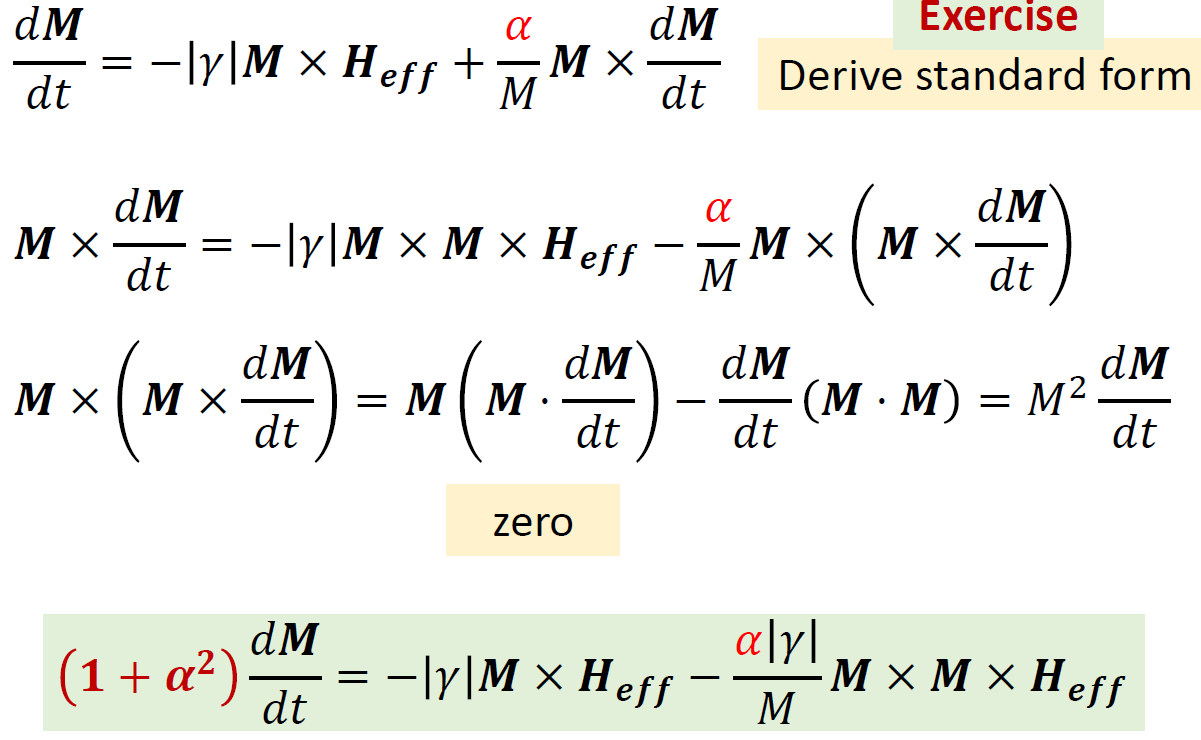 Exercise
d𝑴/dt = −|γ|𝑴 × 𝑯_eff + α/M 𝑴 × d𝑴/dt
Derive standard form
𝑴 × d𝑴/dt = −|γ|𝑴 × 𝑴 × 𝑯_eff − α/M 𝑴 × (𝑴 × d𝑴/dt)
𝑴 × (𝑴 × d𝑴/dt) = 𝑴(𝑴 · d𝑴/dt) − d𝑴/dt (𝑴 · 𝑴) = M² d𝑴/dt
zero
(1 + α²) d𝑴/dt = −|γ|𝑴 × 𝑯_eff − α|γ|/M 𝑴 × 𝑴 × 𝑯_eff